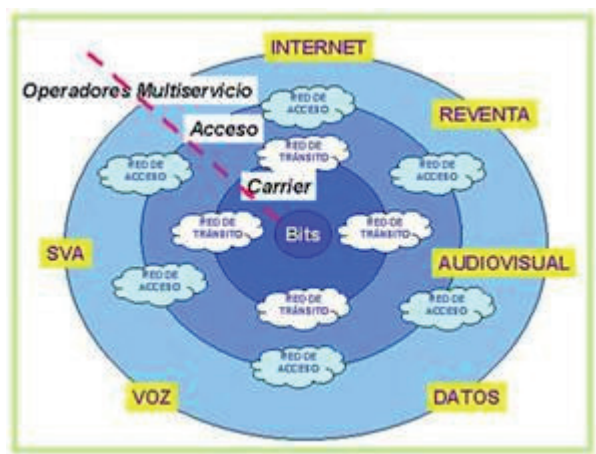 INTERNET
Operadores Multiservicio
RED DE
ACCESO
REVENTA
Acceso
RED DE
TRÁNSITO
RED DE
ACCESO
RED DE
ACCESO
Carrier
RED DE
TRÁNSITO
Bits
RED DE
TRÁNSITO
SVA
AUDIOVISUAL
RED DE
ACCESO
RED DE
TRÁNSITO
RED DE
ACCESO
RED DE
ACCESO
VOZ
DATOS